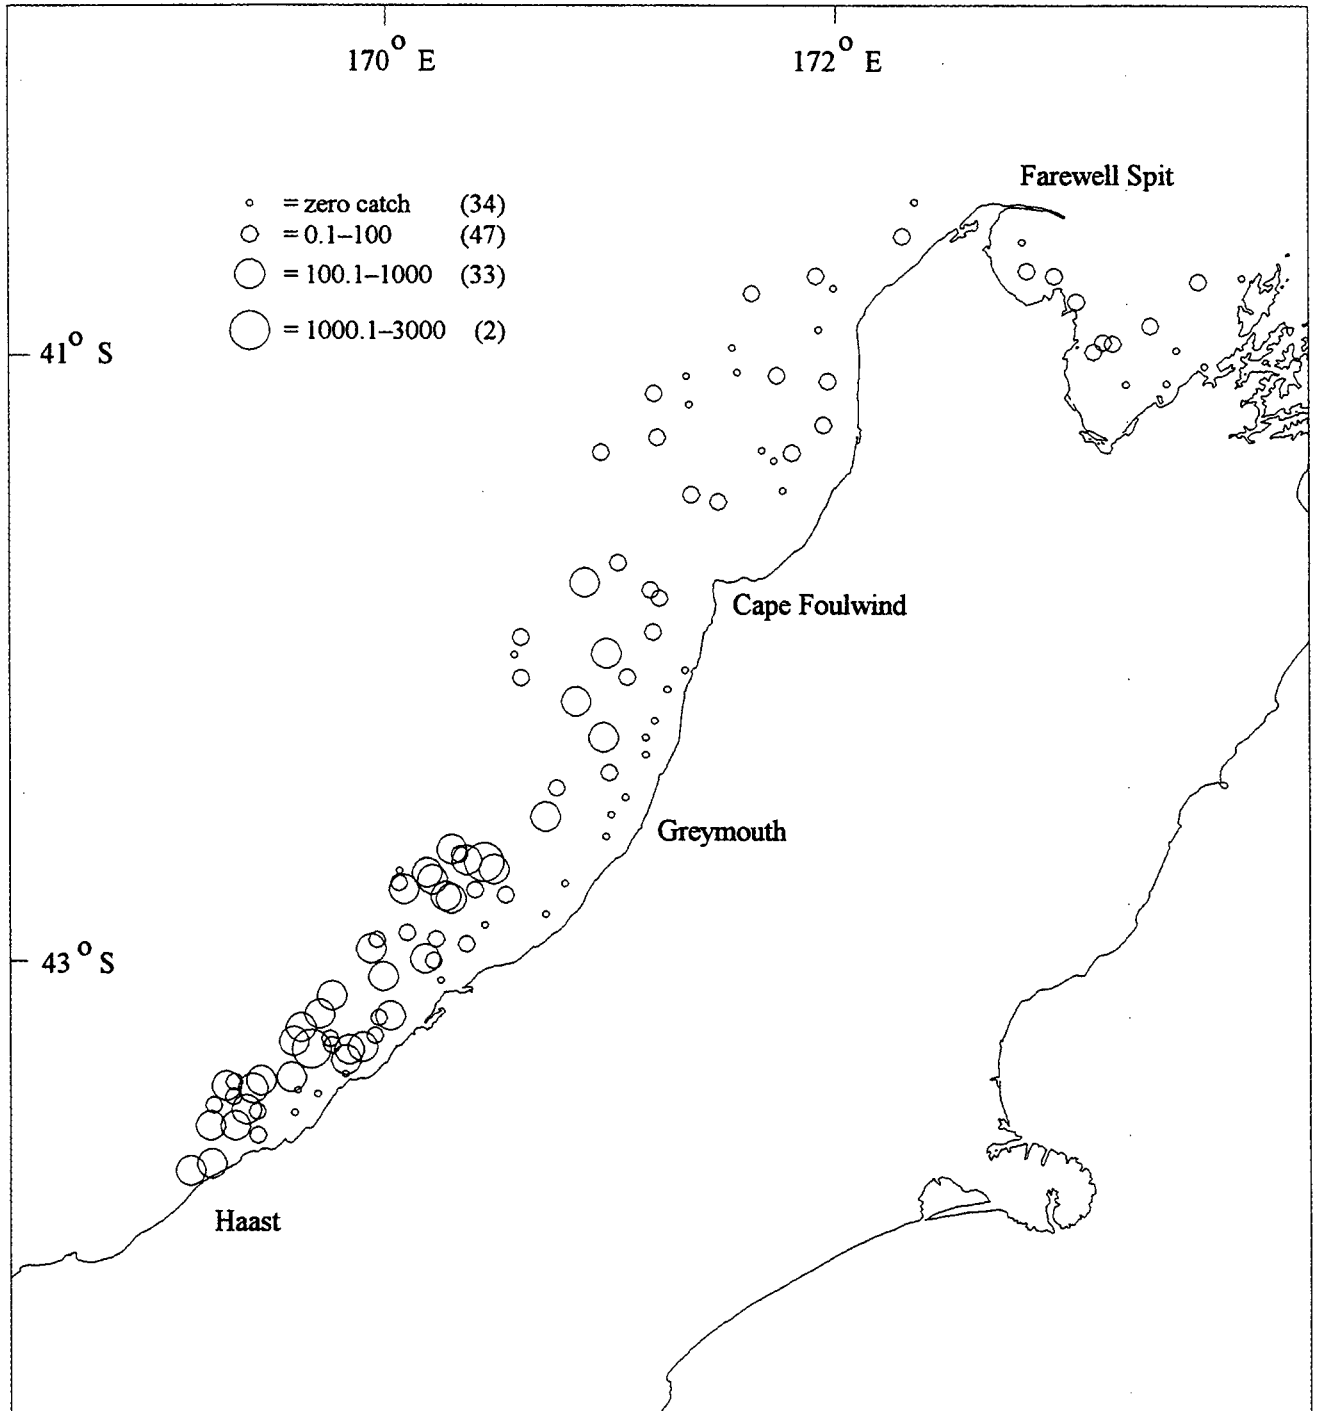 170° E
172° E
Farewell Spit
= zero catch (34)
= 0.1–100 (47)
= 100.1–1000 (33)
= 1000.1–3000 (2)
41° S
Cape Foulwind
Greymouth
43° S
Haast